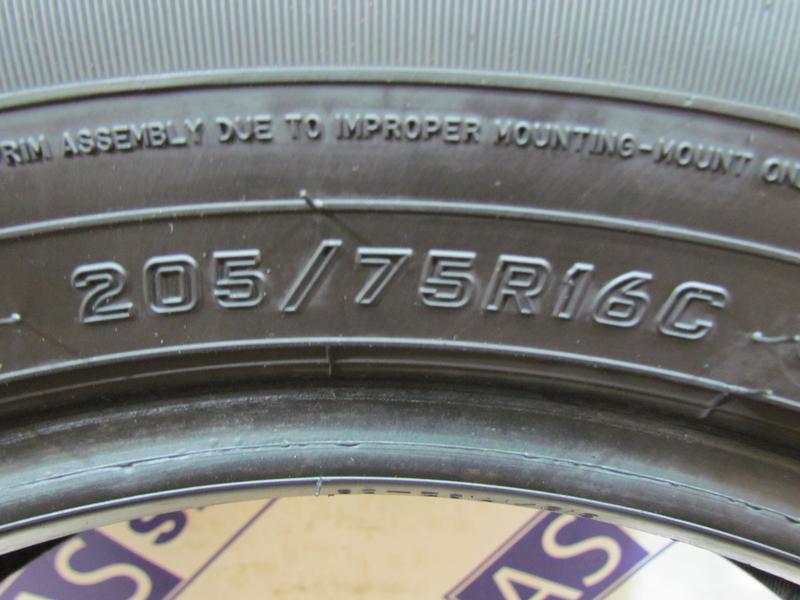 RIM ASSEMBLY DUE TO IMPROPER MOUNTING-MOUNT ON
205/75R16C
AS
AS